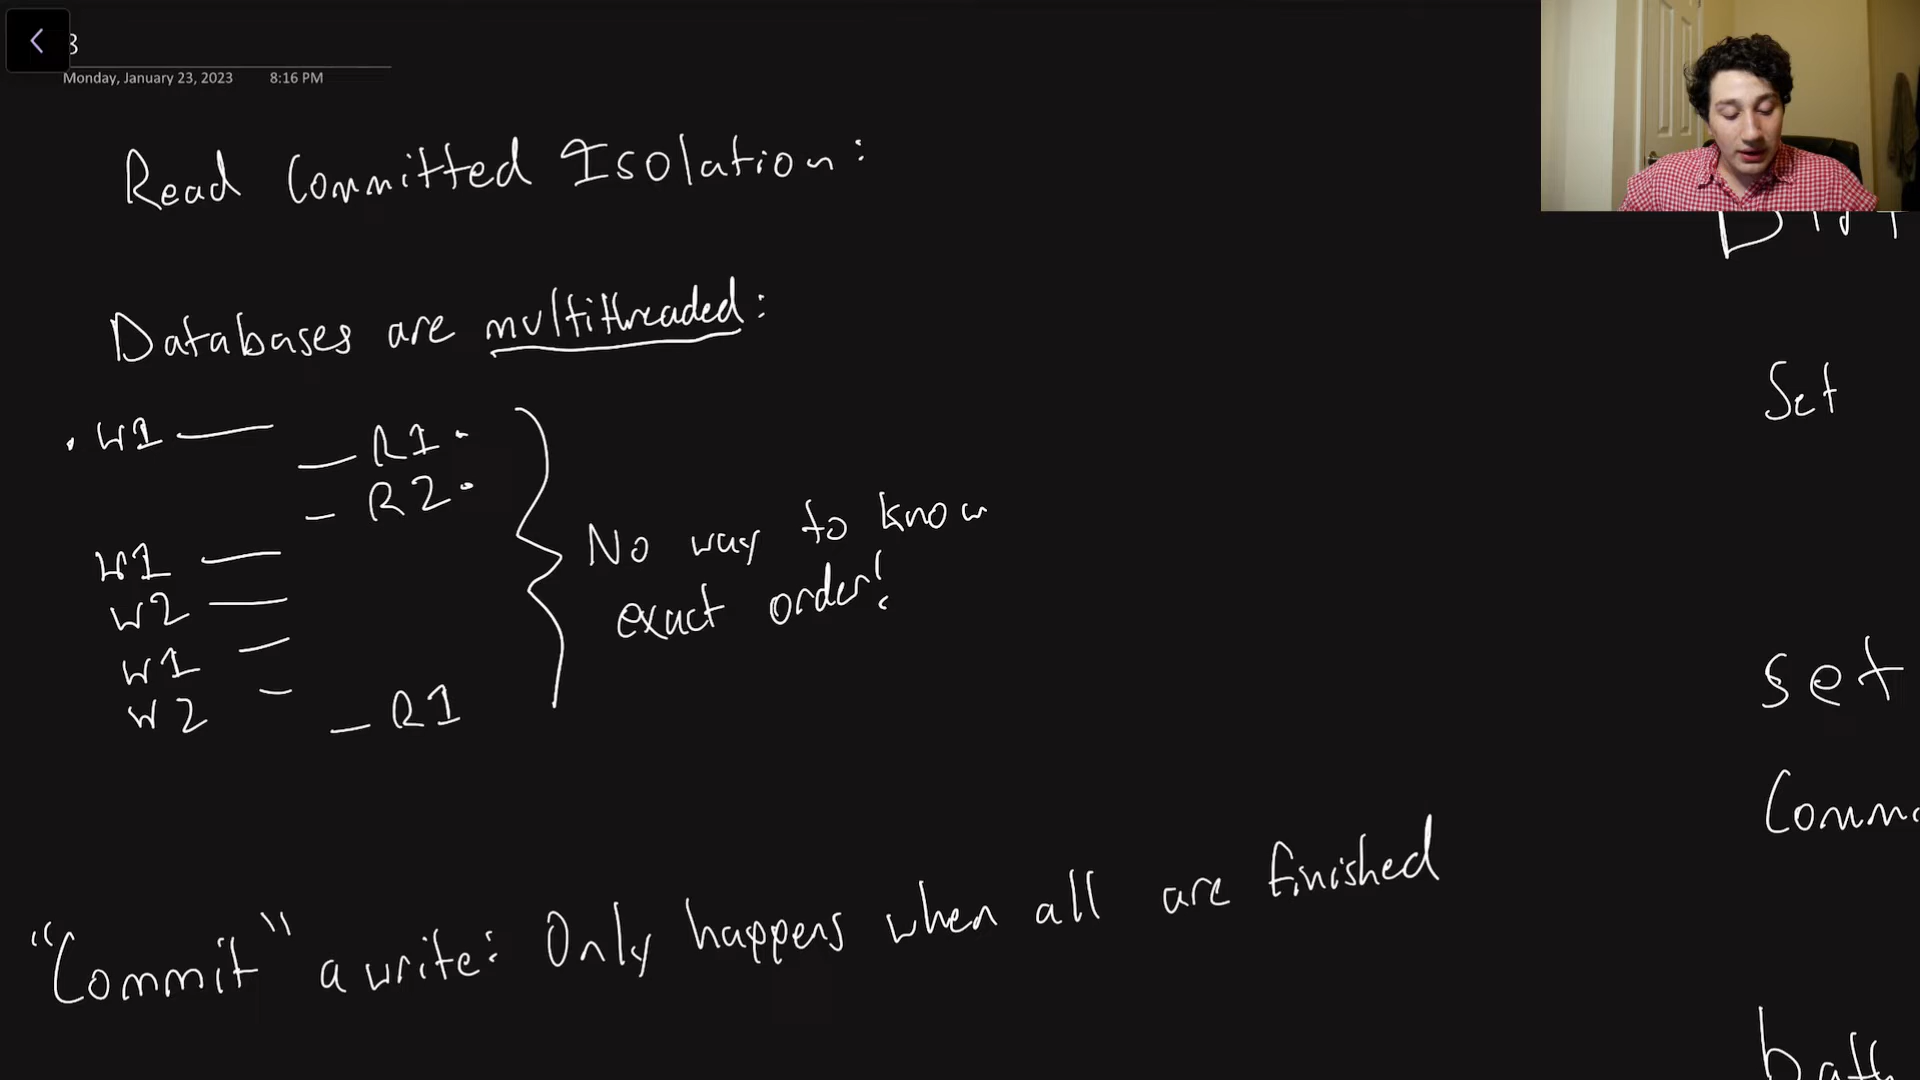 3
Monday, January 23, 2023 8:16 PM
Read Committed Isolation:
Databases are multithreaded:
W1 — — R1
— R2
W1 —
W2 —
W1 —
W2 — — R1
No way to know
exact order!
"Commit" a write: Only happens when all are finished
Set
set
Comm